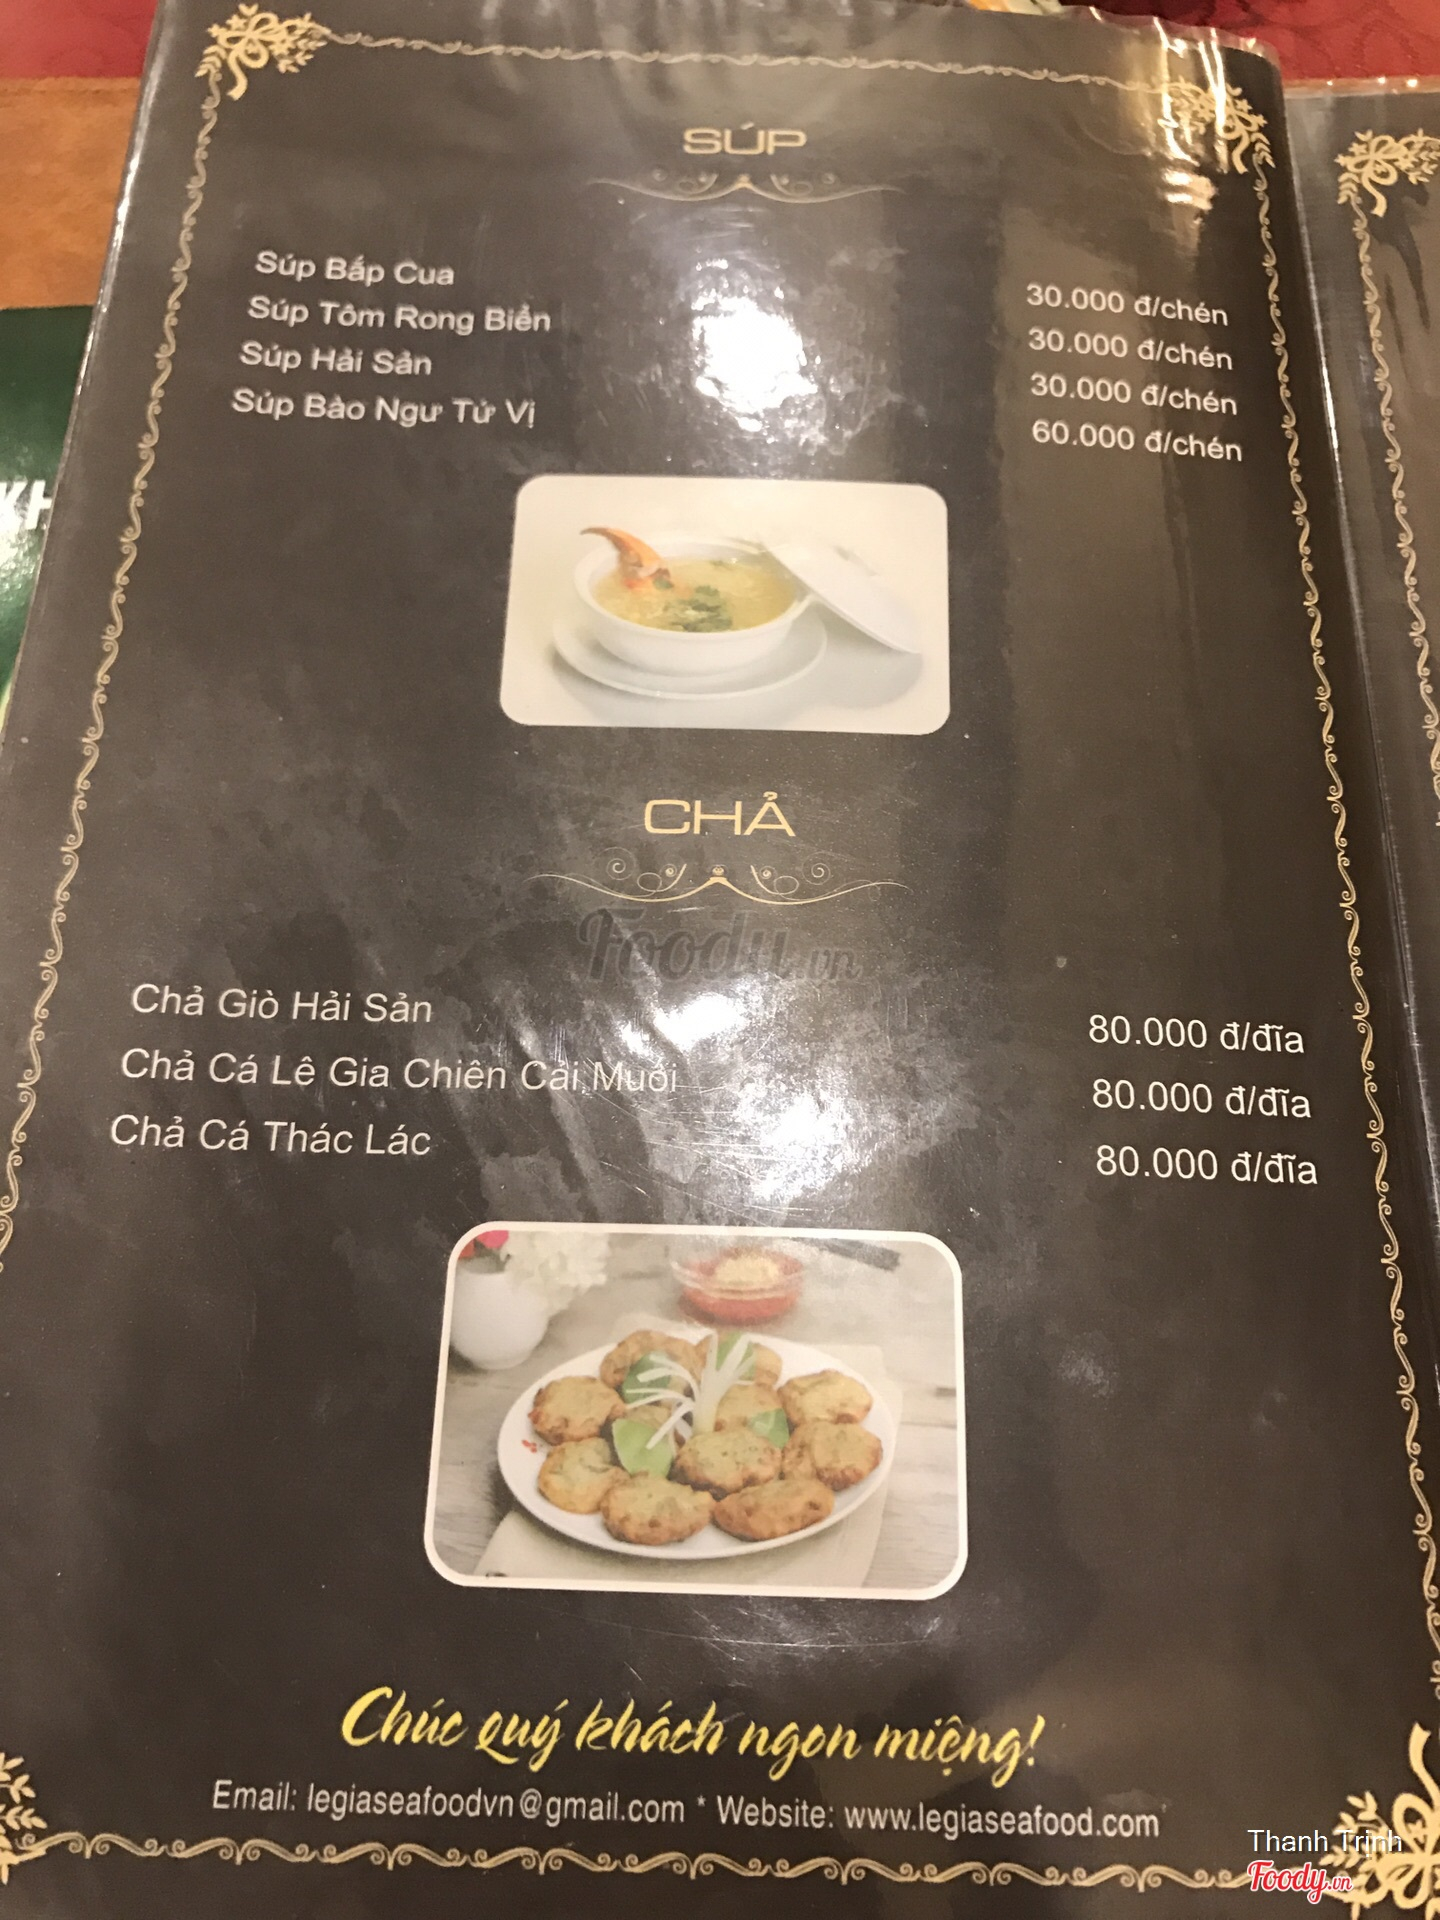 SÚP
Súp Bắp Cua 30.000 đ/chén
Súp Tôm Rong Biển 30.000 đ/chén
Súp Hải Sản 30.000 đ/chén
Súp Bào Ngư Tứ Vị 60.000 đ/chén
CHẢ
Foody.vn
Chả Giò Hải Sản 80.000 đ/đĩa
Chả Cá Lê Gia Chiên Cải Muối 80.000 đ/đĩa
Chả Cá Thác Lác 80.000 đ/đĩa
Chúc quý khách ngon miệng!
Email: legiaseafoodvn@gmail.com * Website: www.legiaseafood.com
Thanh Trịnh
Foody.vn